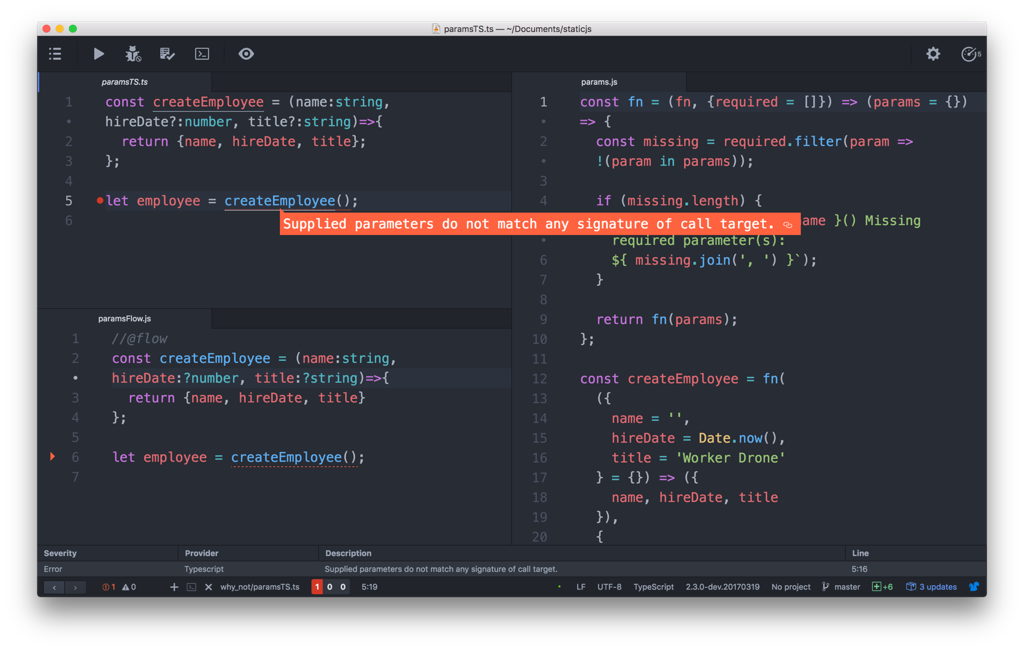 paramsTS.ts — ~/Documents/staticjs
5
paramsTS.ts
1 const createEmployee = (name:string,
• hireDate?:number, title?:string)=>{
2 return {name, hireDate, title};
3 };
4
5 let employee = createEmployee();
6
Supplied parameters do not match any signature of call target.
paramsFlow.js
1 //@flow
2 const createEmployee = (name:string,
• hireDate:?number, title:?string)=>{
3 return {name, hireDate, title}
4 };
5
6 let employee = createEmployee();
7
params.js
1 const fn = (fn, {required = []}) => (params = {})
• => {
2 const missing = required.filter(param =>
• !(param in params));
3
4 if (missing.length) {
ame }() Missing
• required parameter(s):
6 ${ missing.join(', ') }`);
7 }
8
9 return fn(params);
10 };
11
12 const createEmployee = fn(
13 ({
14 name = '',
15 hireDate = Date.now(),
16 title = 'Worker Drone'
17 } = {}) => ({
18 name, hireDate, title
19 }),
20 {
Severity Provider Description Line
Error Typescript Supplied parameters do not match any signature of call target. 5:16
‹ › 1 0 + × why_not/paramsTS.ts 1 0 0 5:19 • LF UTF-8 TypeScript 2.3.0-dev.20170319 No project master +6 3 updates